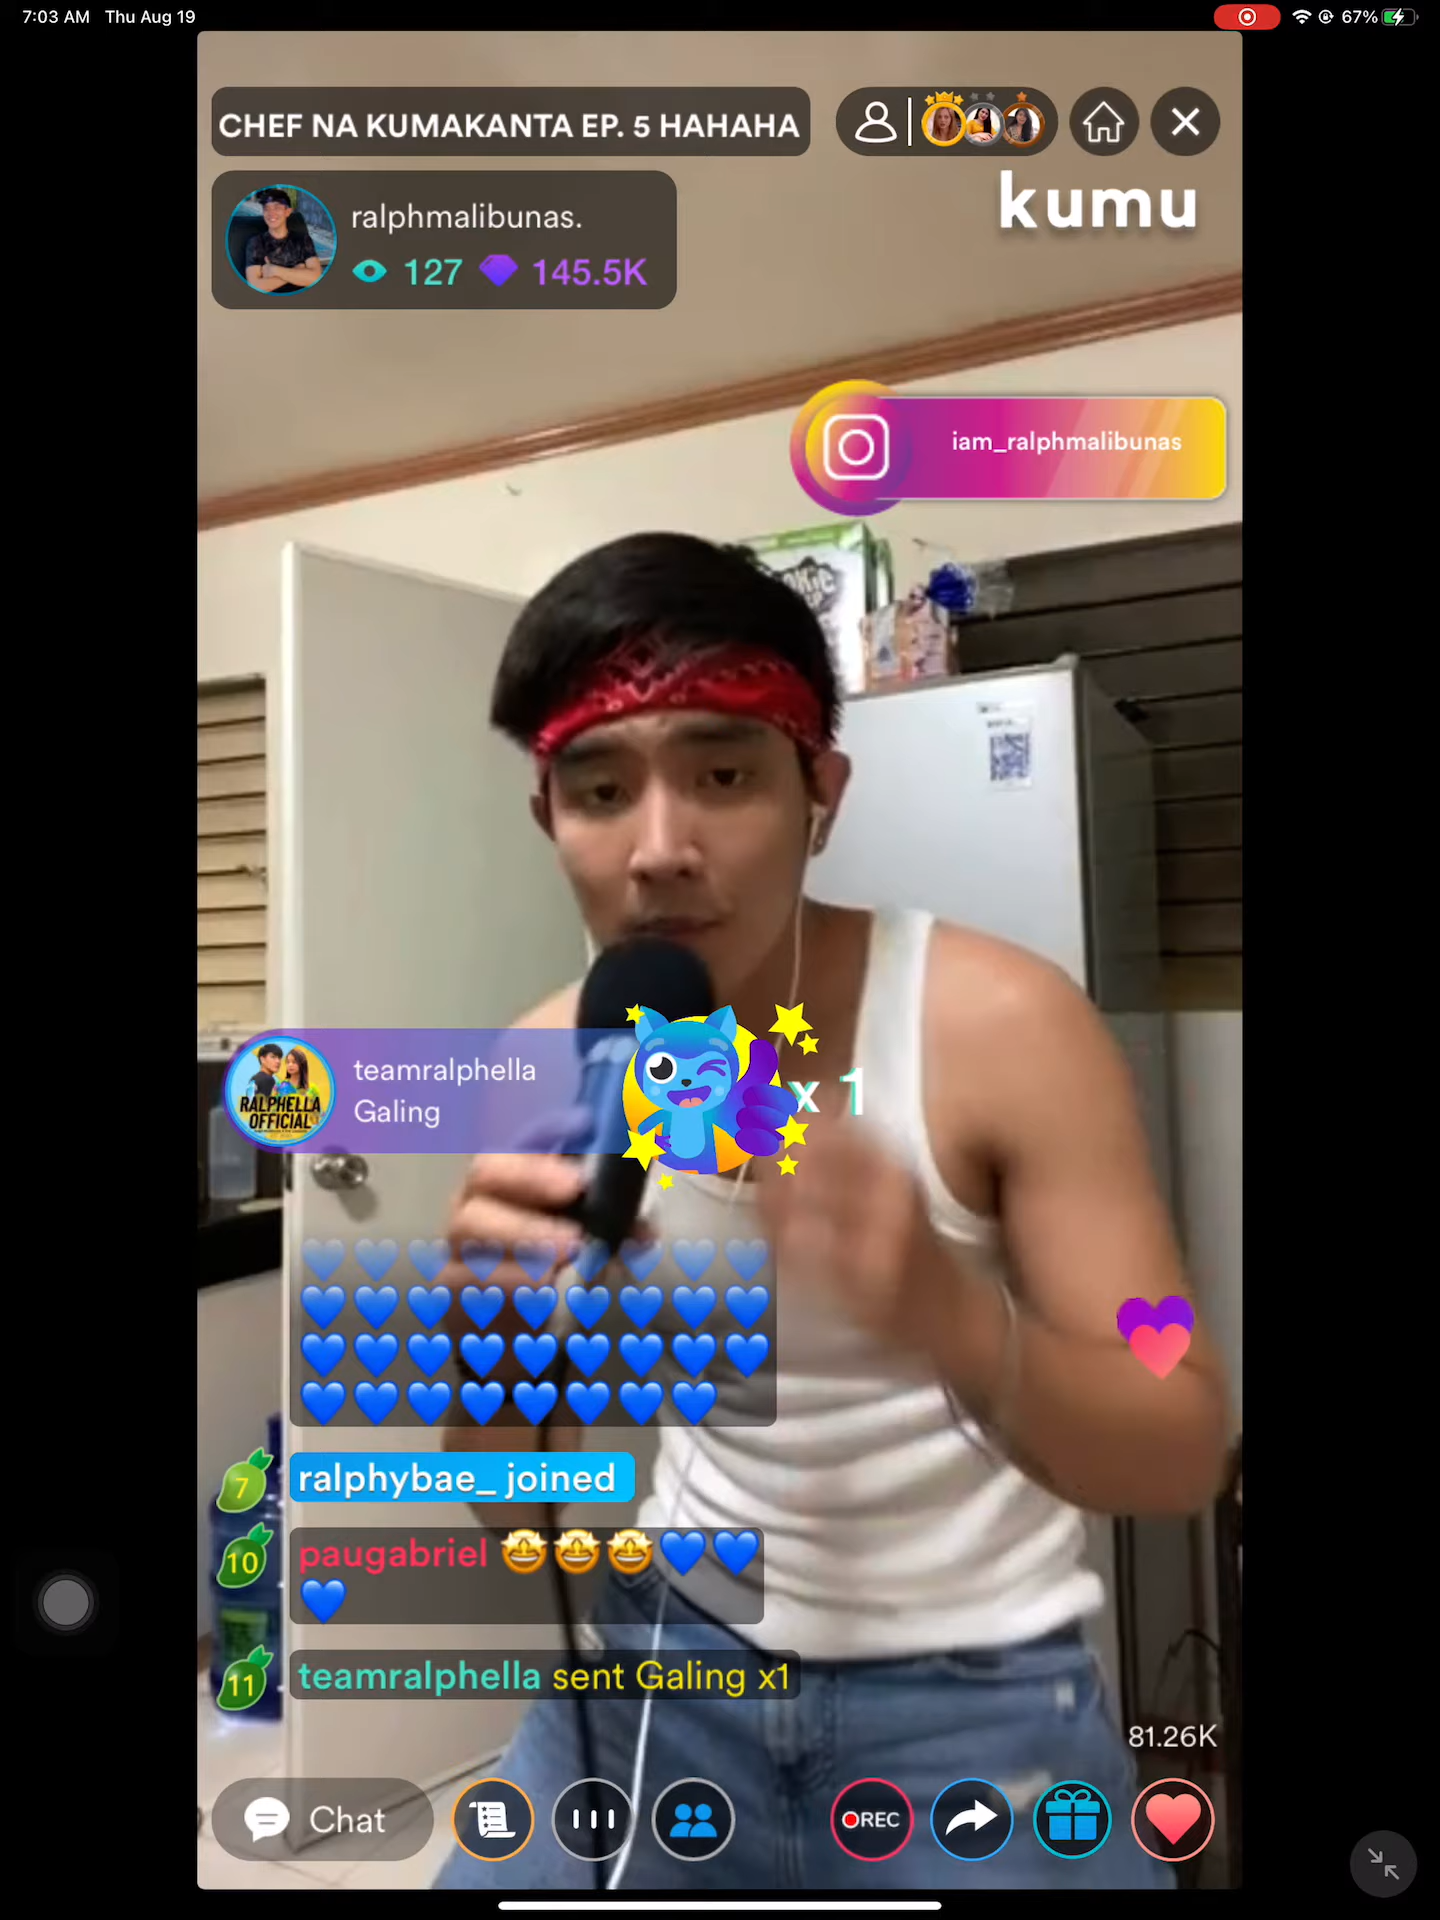 7:03 AM Thu Aug 19
67%
CHEF NA KUMAKANTA EP. 5 HAHAHA
ralphmalibunas.
127 145.5K
kumu
iam_ralphmalibunas
teamralphella
Galing
x 1
RALPHELLA
OFFICIAL
7 ralphybae_ joined
10 paugabriel 🤩🤩🤩💙💙
💙
11 teamralphella sent Galing x1
81.26K
Chat
REC